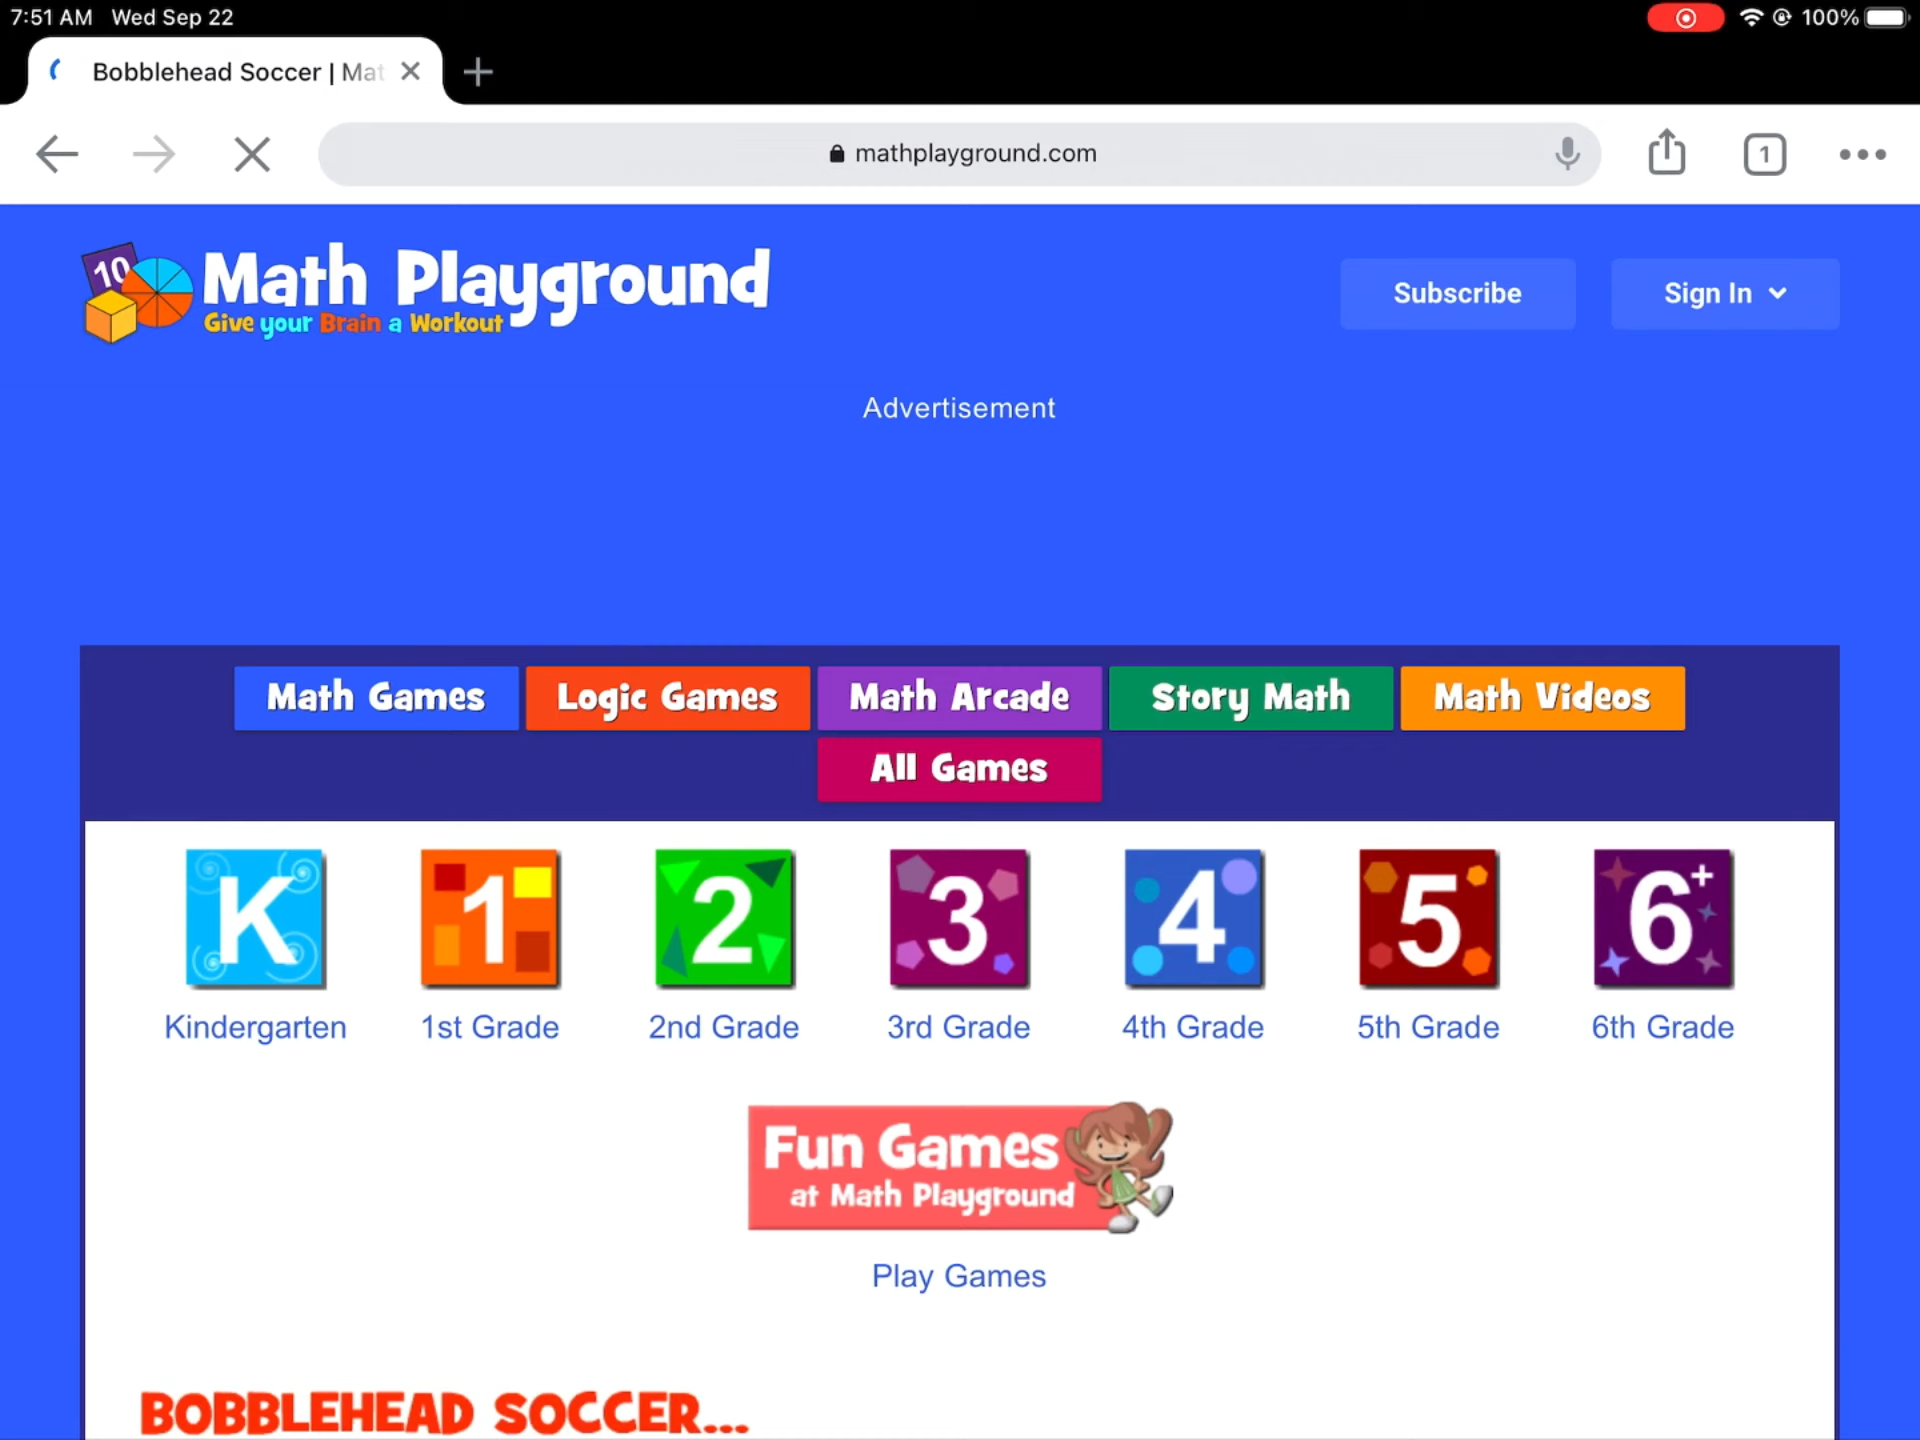 7:51 AM Wed Sep 22
100%
Bobblehead Soccer | Mat
mathplayground.com
1
10
Math Playground
Give your Brain a Workout
Subscribe
Sign In
Advertisement
Math Games
Logic Games
Math Arcade
Story Math
Math Videos
All Games
K
1
2
3
4
5
6+
Kindergarten
1st Grade
2nd Grade
3rd Grade
4th Grade
5th Grade
6th Grade
Fun Games
at Math Playground
Play Games
BOBBLEHEAD SOCCER...